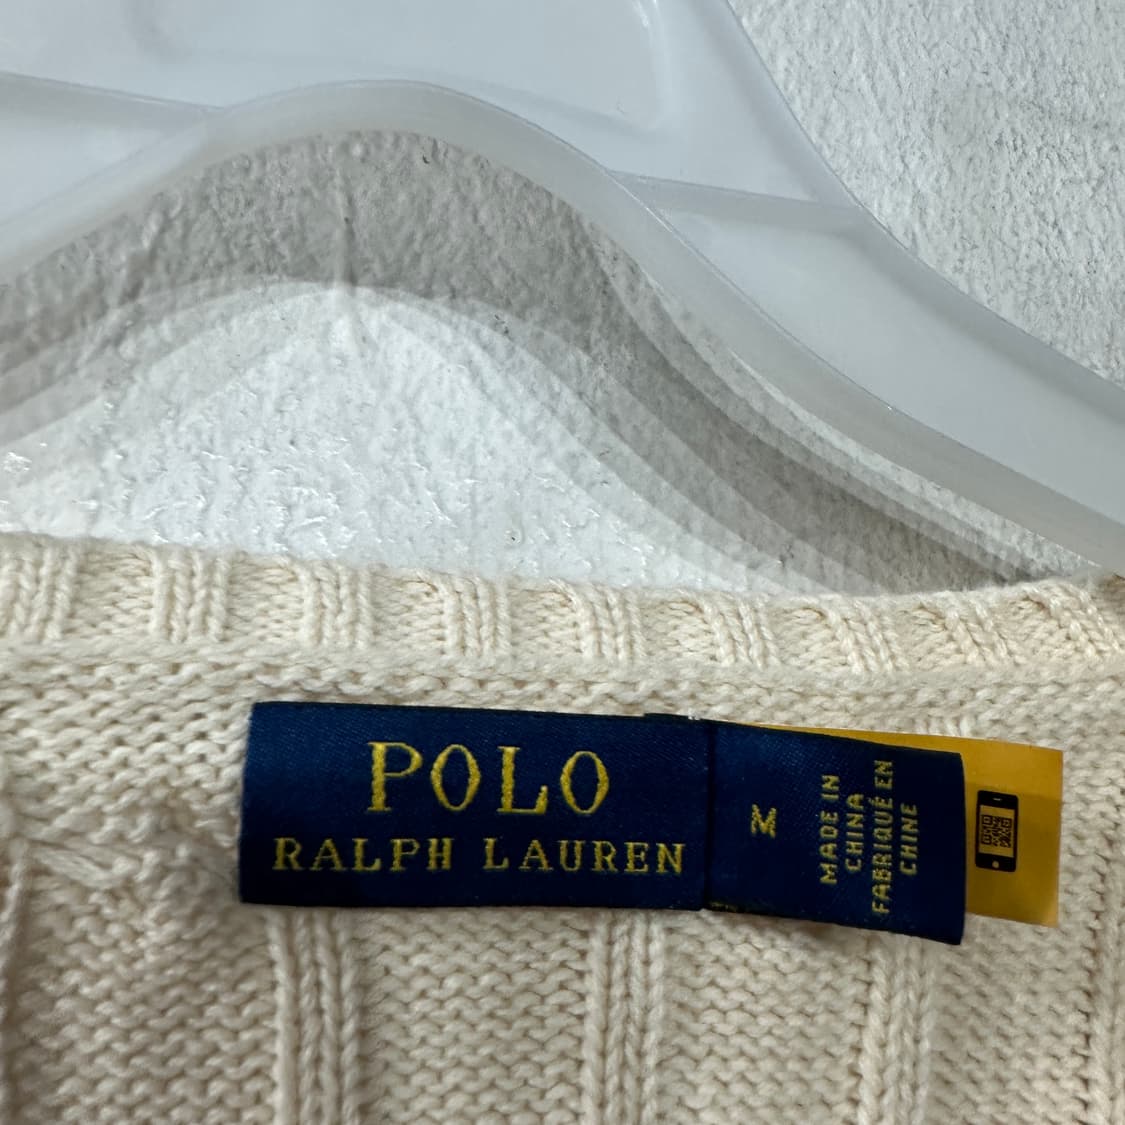 POLO
RALPH LAUREN
M
MADE IN
CHINA
FABRIQUÉ EN
CHINE